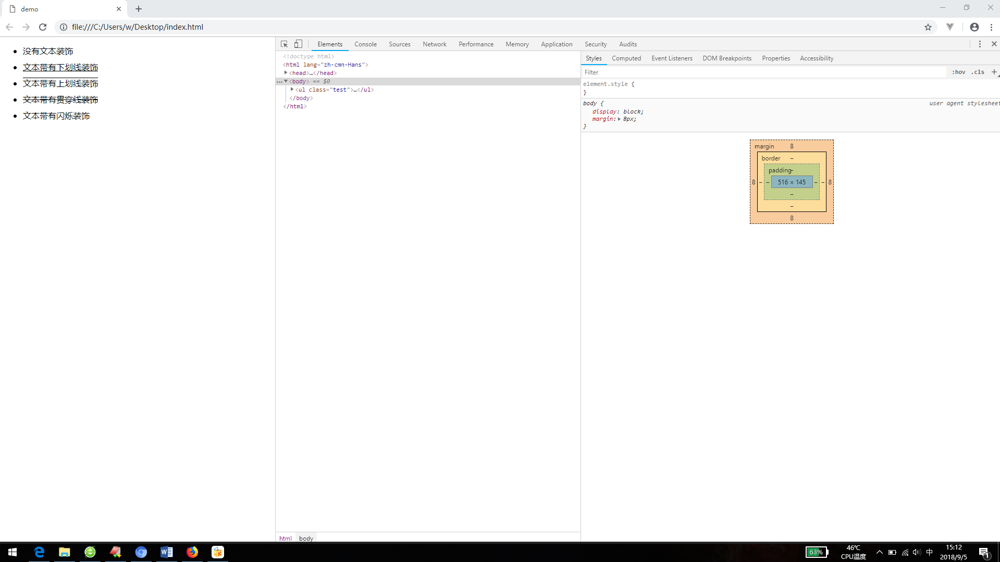 demo
file:///C:/Users/w/Desktop/index.html
没有文本装饰
文本带有下划线装饰
文本带有上划线装饰
文本带有贯穿线装饰
文本带有闪烁装饰
Elements Console Sources Network Performance Memory Application Security Audits
<!doctype html>
<html lang="zh-cmn-Hans">
<head>…</head>
<body> == $0
<ul class="test">…</ul>
</body>
</html>
html body
Styles Computed Event Listeners DOM Breakpoints Properties Accessibility
Filter :hov .cls +
element.style {
}
body { user agent stylesheet
display: block;
margin: 8px;
}
margin 8
border –
padding –
8 – – 516 × 145 – – 8
–
–
8
63% 46℃ 中 15:12
CPU温度 2018/9/5 1